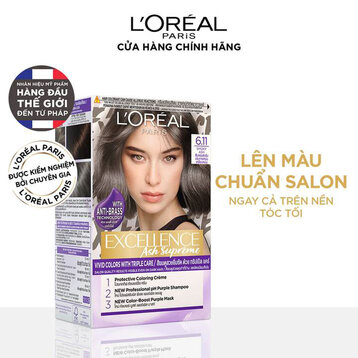 L'ORÉAL
PARIS
CỬA HÀNG CHÍNH HÃNG
NHÃN HIỆU MỸ PHẨM
HÀNG ĐẦU
THẾ GIỚI
ĐẾN TỪ PHÁP
L'ORÉAL PARIS
ĐƯỢC KIỂM NGHIỆM
BỞI CHUYÊN GIA
L'ORÉAL PARIS
L'ORÉAL
PARIS
6.11
WITH
ANTI-BRASS
TECHNOLOGY
EXCELLENCE
Ash Supreme
VIVID COLORS WITH TRIPLE CARE
1 Protective Coloring Crème
2 NEW Professional pH Purple Shampoo
3 NEW Color-Boost Purple Mask
LÊN MÀU
CHUẨN SALON
NGAY CẢ TRÊN NỀN
TÓC TỐI